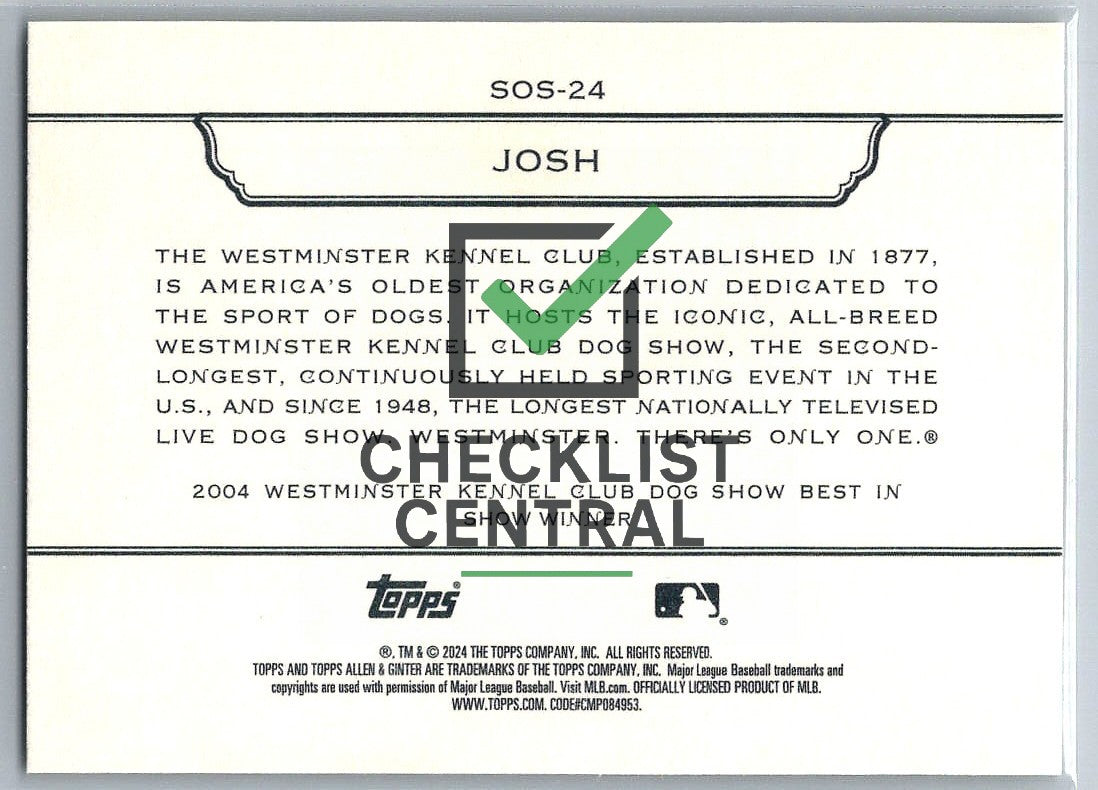 SOS-24
JOSH
THE WESTMINSTER KENNEL CLUB, ESTABLISHED IN 1877,
IS AMERICA'S OLDEST ORGANIZATION DEDICATED TO
THE SPORT OF DOGS. IT HOSTS THE ICONIC, ALL-BREED
WESTMINSTER KENNEL CLUB DOG SHOW, THE SECOND-
LONGEST, CONTINUOUSLY HELD SPORTING EVENT IN THE
U.S., AND SINCE 1948, THE LONGEST NATIONALLY TELEVISED
LIVE DOG SHOW. WESTMINSTER. THERE'S ONLY ONE.®
CHECKLIST
2004 WESTMINSTER KENNEL CLUB DOG SHOW BEST IN
SHOW WINNER
CENTRAL
topps®
®
®, TM & © 2024 THE TOPPS COMPANY, INC. ALL RIGHTS RESERVED.
TOPPS AND TOPPS ALLEN & GINTER ARE TRADEMARKS OF THE TOPPS COMPANY, INC. Major League Baseball trademarks and
copyrights are used with permission of Major League Baseball. Visit MLB.com. OFFICIALLY LICENSED PRODUCT OF MLB.
WWW.TOPPS.COM. CODE#CMP084953.